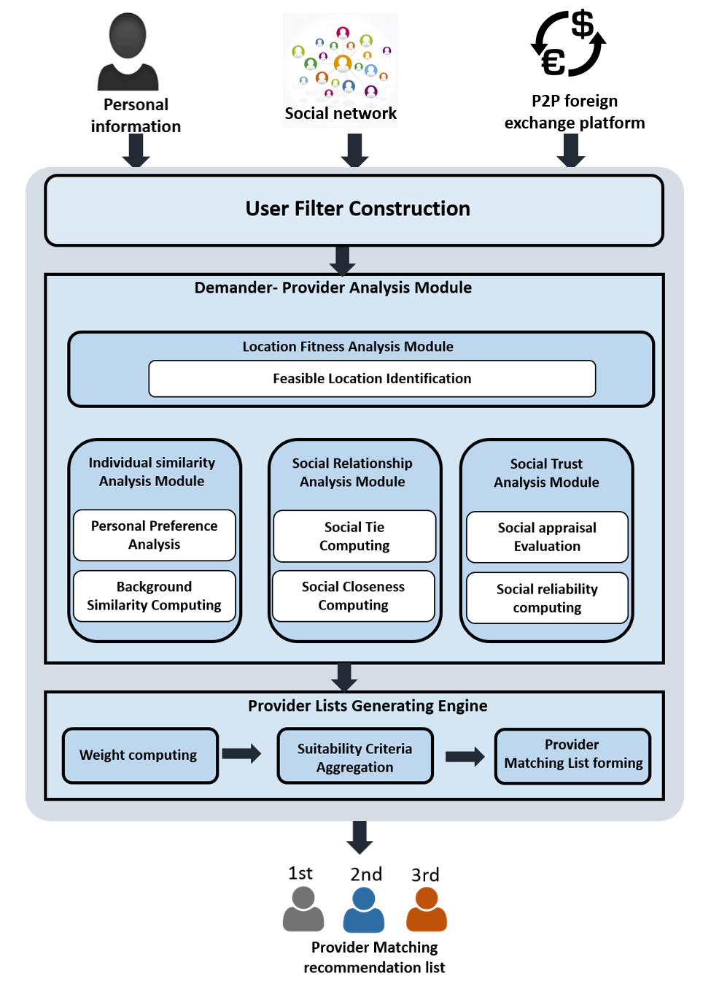 Personal
information
Social network
$
€
P2P foreign
exchange platform
User Filter Construction
Demander- Provider Analysis Module
Location Fitness Analysis Module
Feasible Location Identification
Individual similarity
Analysis Module
Personal Preference
Analysis
Background
Similarity Computing
Social Relationship
Analysis Module
Social Tie
Computing
Social Closeness
Computing
Social Trust
Analysis Module
Social appraisal
Evaluation
Social reliability
computing
Provider Lists Generating Engine
Weight computing
Suitability Criteria
Aggregation
Provider
Matching List forming
1st
2nd
3rd
Provider Matching
recommendation list